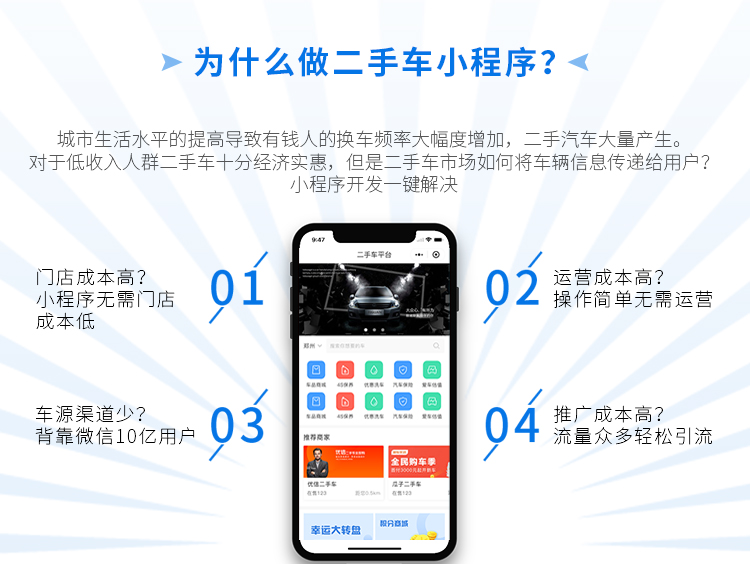 为什么做二手车小程序?
城市生活水平的提高导致有钱人的换车频率大幅度增加，二手汽车大量产生。
对于低收入人群二手车十分经济实惠，但是二手车市场如何将车辆信息传递给用户?
小程序开发一键解决
门店成本高?
小程序无需门店
成本低
01
02
运营成本高?
操作简单无需运营
车源渠道少?
背靠微信10亿用户
03
04
推广成本高?
流量众多轻松引流
9:47
二手车平台
郑州
搜索你想要的车
车品商城
4S保养
优惠洗车
汽车保险
爱车估值
车品商城
4S保养
优惠洗车
汽车保险
爱车估值
推荐商家
优信
全民购车季
优信二手车
在售123
距您0.5km
瓜子二手车
在售123
幸运大转盘
积分商城